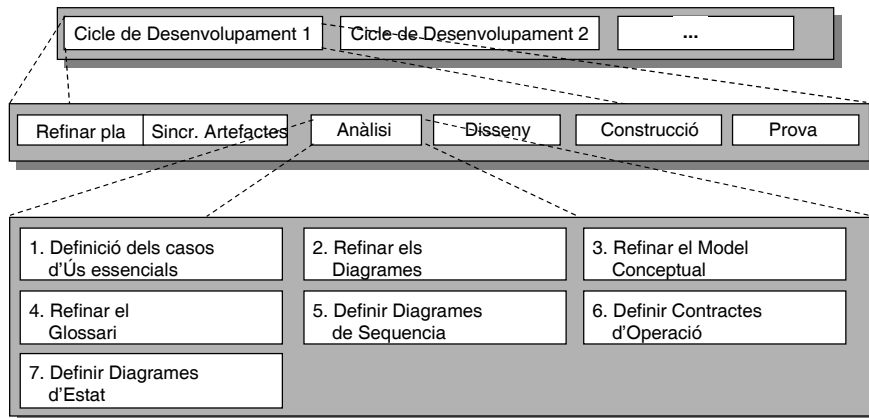 Cicle de Desenvolupament 1 Cicle de Desenvolupament 2 ...
Refinar pla Sincr. Artefactes Anàlisi Disseny Construcció Prova
1. Definició dels casos
d'Ús essencials
2. Refinar els
Diagrames
3. Refinar el Model
Conceptual
4. Refinar el
Glossari
5. Definir Diagrames
de Sequencia
6. Definir Contractes
d'Operació
7. Definir Diagrames
d'Estat